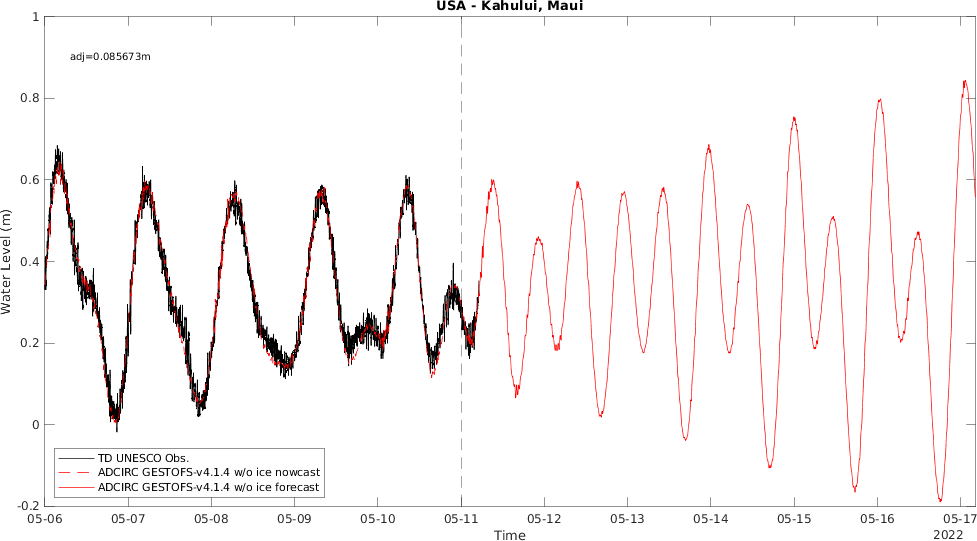 USA - Kahului, Maui
adj=0.085673m
Water Level (m)
1
0.8
0.6
0.4
0.2
0
-0.2
TD UNESCO Obs.
ADCIRC GESTOFS-v4.1.4 w/o ice nowcast
ADCIRC GESTOFS-v4.1.4 w/o ice forecast
05-06 05-07 05-08 05-09 05-10 05-11 05-12 05-13 05-14 05-15 05-16 05-17
Time
2022